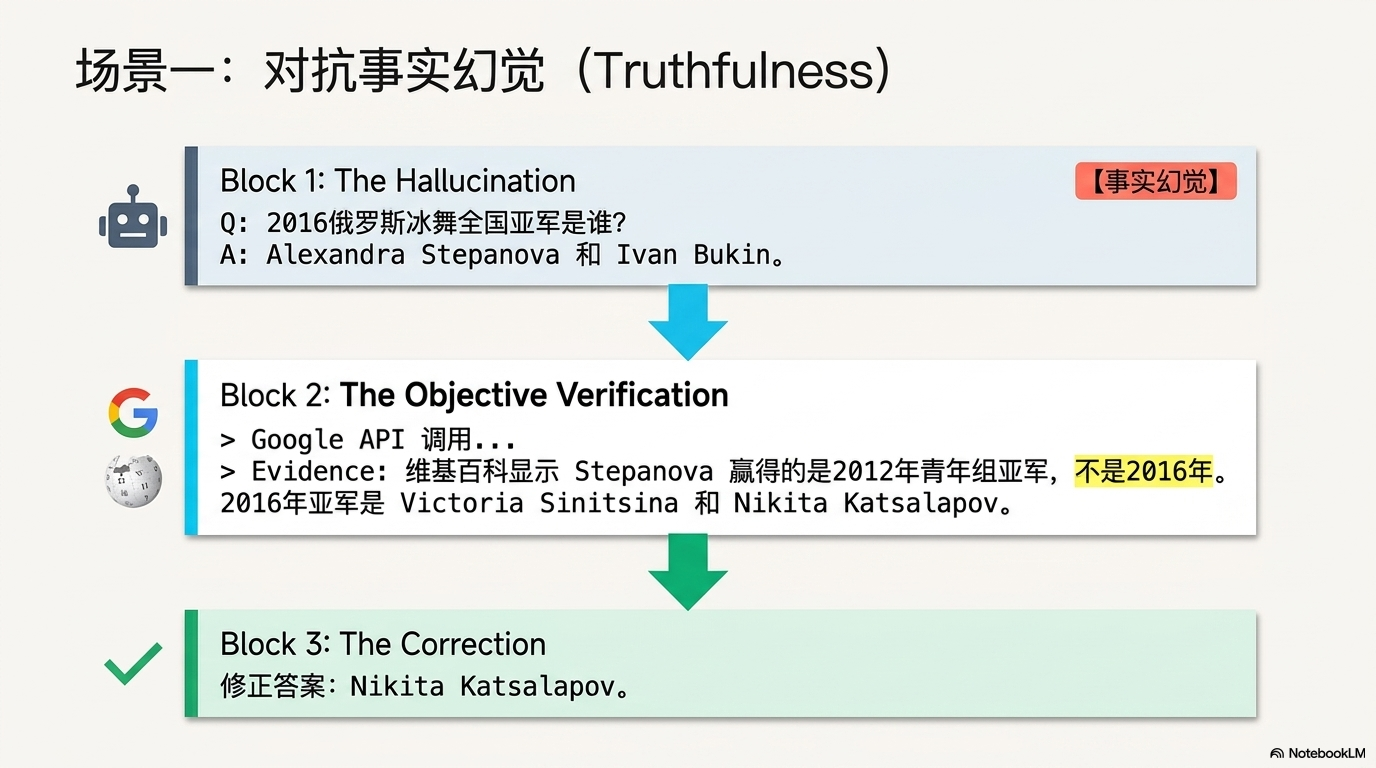 场景一：对抗事实幻觉（Truthfulness）
Block 1: The Hallucination
【事实幻觉】
Q: 2016俄罗斯冰舞全国亚军是谁？
A: Alexandra Stepanova 和 Ivan Bukin。
Block 2: The Objective Verification
> Google API 调用...
> Evidence: 维基百科显示 Stepanova 赢得的是2012年青年组亚军，不是2016年。
2016年亚军是 Victoria Sinitsina 和 Nikita Katsalapov。
Block 3: The Correction
修正答案：Nikita Katsalapov。
NotebookLM